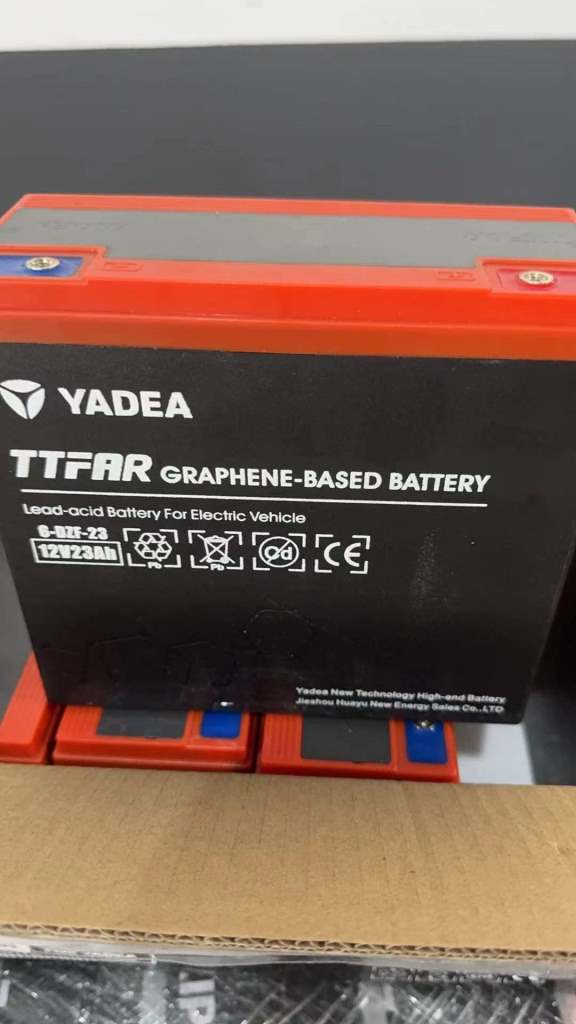 YADEA
TTFAR GRAPHENE-BASED BATTERY
Lead-acid Battery For Electric Vehicle
6-DZF-23
12V23Ah
Pb
Pb
Cd
CE
Yadea New Technology High-end Battery
Jieshou Huayu New Energy Sales Co.,LTD